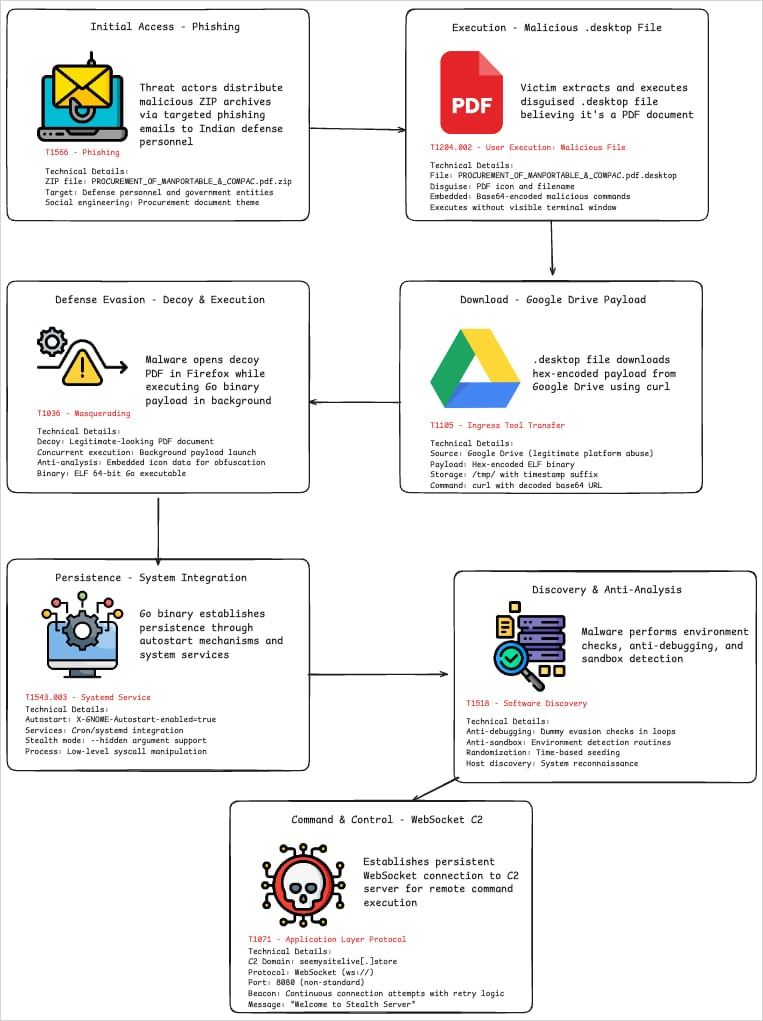 Initial Access - Phishing
Threat actors distribute
malicious ZIP archives
via targeted phishing
emails to Indian defense
personnel
T1566 - Phishing
Technical Details:
ZIP file: PROCUREMENT_OF_MANPORTABLE_&_COMPAC.pdf.zip
Target: Defense personnel and government entities
Social engineering: Procurement document theme
Execution - Malicious .desktop File
PDF
Victim extracts and executes
disguised .desktop file
believing it's a PDF document
T1204.002 - User Execution: Malicious File
Technical Details:
File: PROCUREMENT_OF_MANPORTABLE_&_COMPAC.pdf.desktop
Disguise: PDF icon and filename
Embedded: Base64-encoded malicious commands
Executes without visible terminal window
Download - Google Drive Payload
.desktop file downloads
hex-encoded payload from
Google Drive using curl
T1105 - Ingress Tool Transfer
Technical Details:
Source: Google Drive (legitimate platform abuse)
Payload: Hex-encoded ELF binary
Storage: /tmp/ with timestamp suffix
Command: curl with decoded base64 URL
Defense Evasion - Decoy & Execution
Malware opens decoy
PDF in Firefox while
executing Go binary
payload in background
T1036 - Masquerading
Technical Details:
Decoy: Legitimate-looking PDF document
Concurrent execution: Background payload launch
Anti-analysis: Embedded icon data for obfuscation
Binary: ELF 64-bit Go executable
Persistence - System Integration
Go binary establishes
persistence through
autostart mechanisms and
system services
T1543.003 - Systemd Service
Technical Details:
Autostart: X-GNOME-Autostart-enabled=true
Services: Cron/systemd integration
Stealth mode: --hidden argument support
Process: Low-level syscall manipulation
Discovery & Anti-Analysis
Malware performs environment
checks, anti-debugging, and
sandbox detection
T1518 - Software Discovery
Technical Details:
Anti-debugging: Dummy evasion checks in loops
Anti-sandbox: Environment detection routines
Randomization: Time-based seeding
Host discovery: System reconnaissance
Command & Control - WebSocket C2
Establishes persistent
WebSocket connection to C2
server for remote command
execution
T1071 - Application Layer Protocol
Technical Details:
C2 Domain: seemysitelive[.]store
Protocol: WebSocket (ws://)
Port: 8080 (non-standard)
Beacon: Continuous connection attempts with retry logic
Message: "Welcome to Stealth Server"